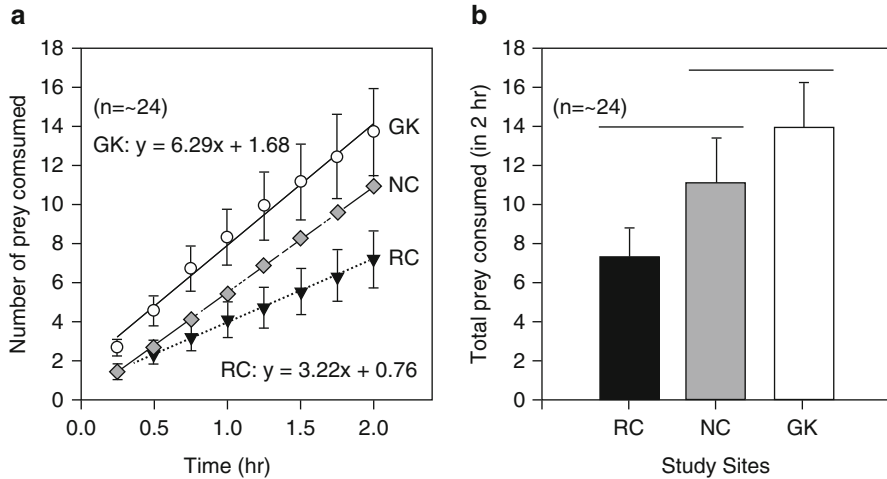 a
Number of prey comsumed
18
16
14
12
10
8
6
4
2
0
(n=~24)
GK: y = 6.29x + 1.68
GK
NC
RC
RC: y = 3.22x + 0.76
0.0 0.5 1.0 1.5 2.0
Time (hr)
b
Total prey consumed (in 2 hr)
18
16
14
12
10
8
6
4
2
0
(n=~24)
RC NC GK
Study Sites